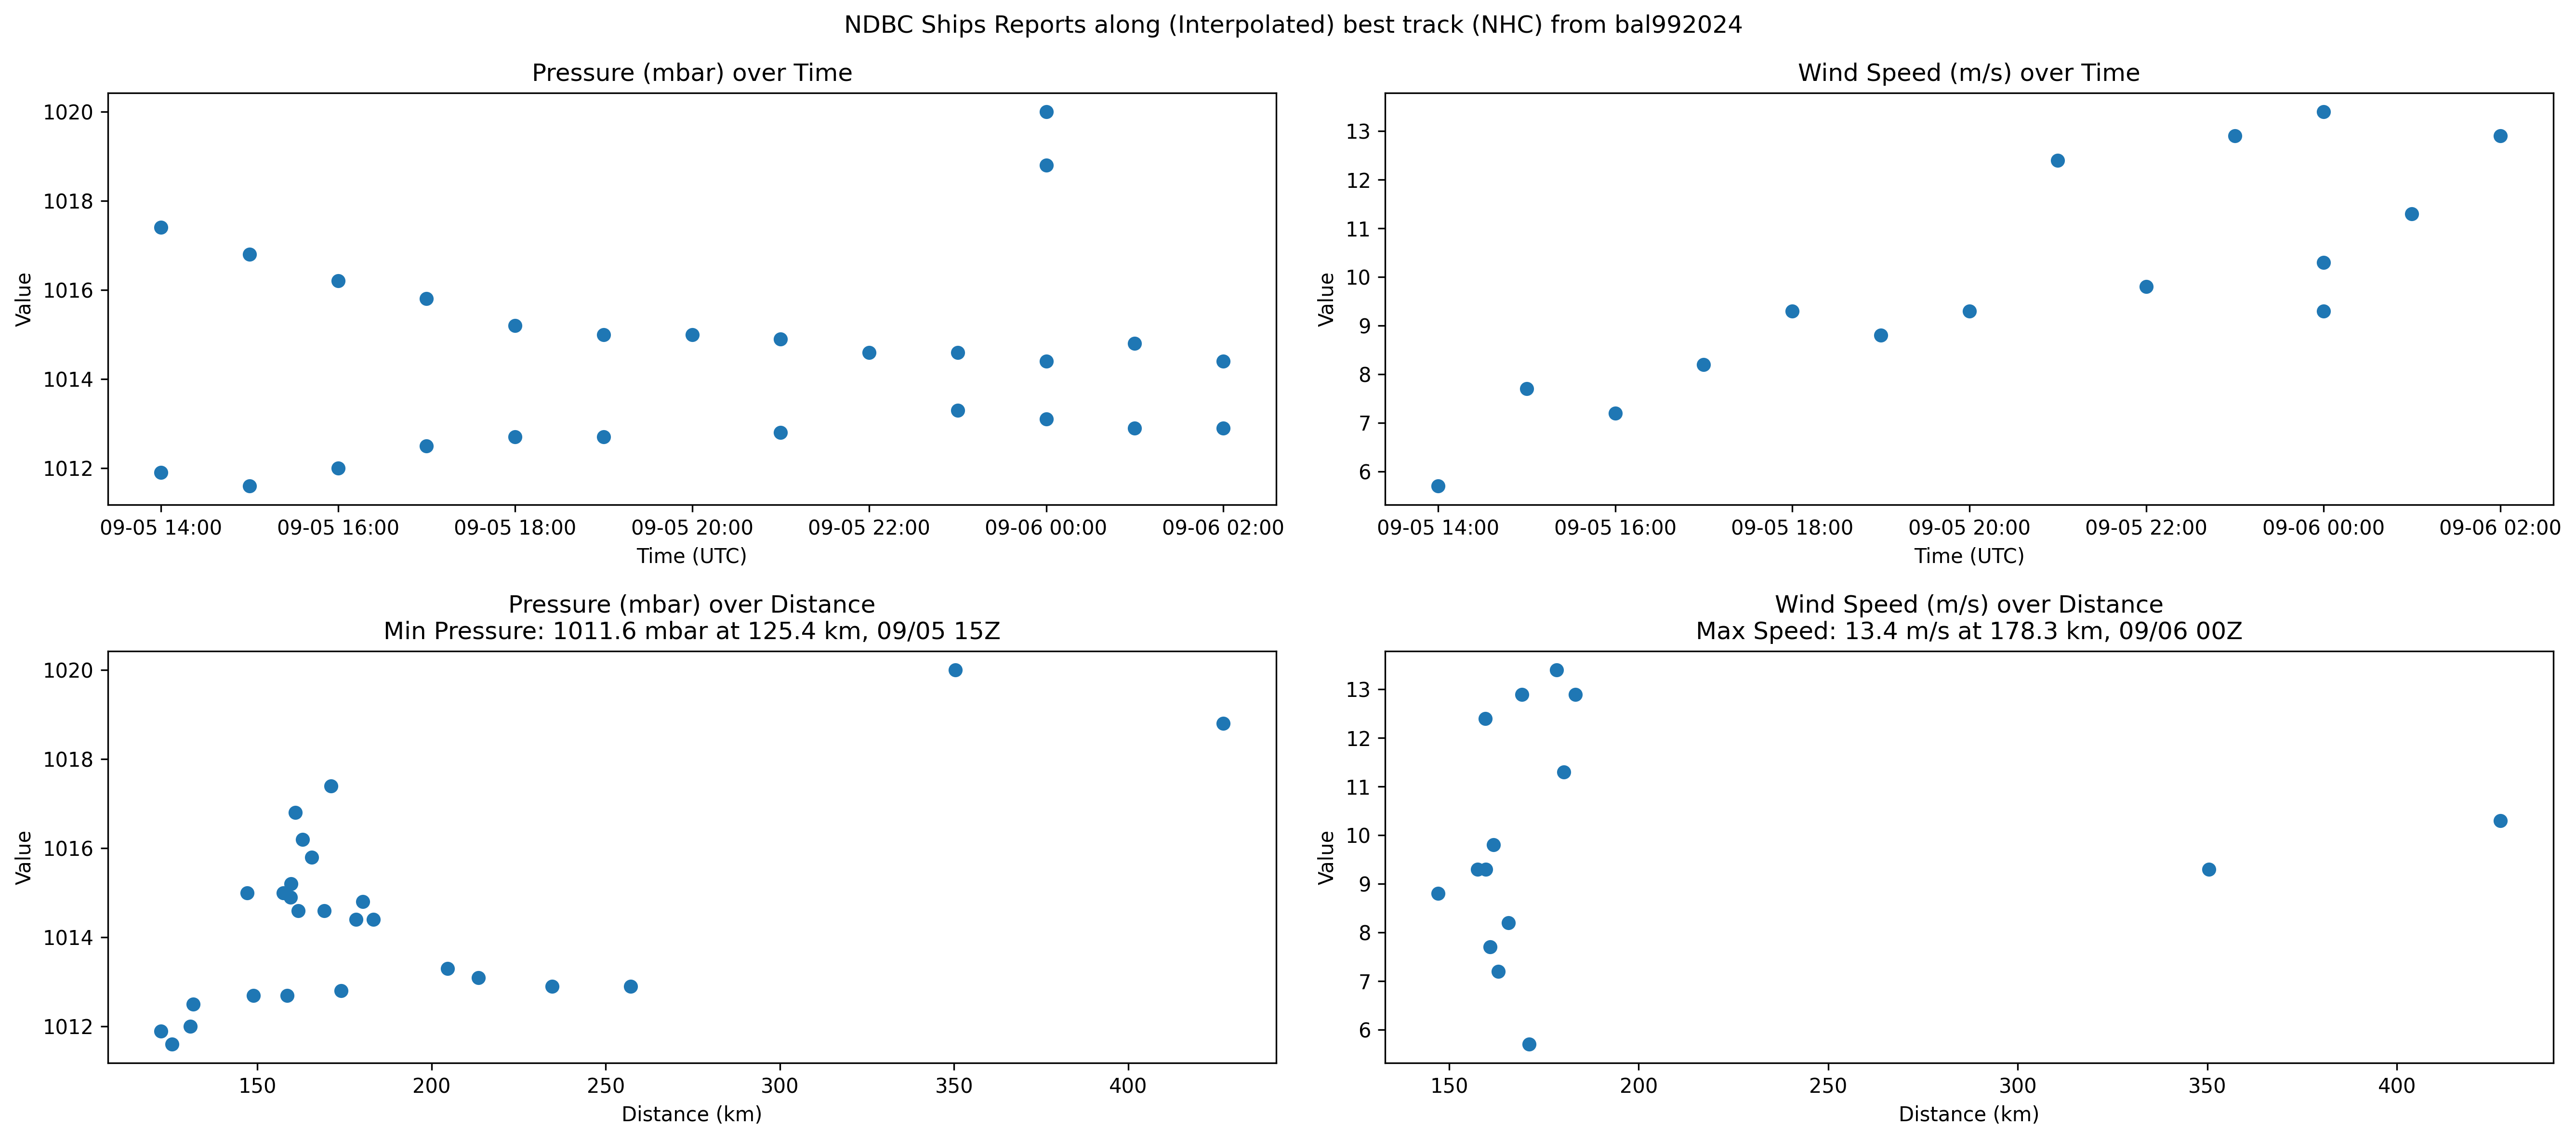 NDBC Ships Reports along (Interpolated) best track (NHC) from bal992024
Pressure (mbar) over Time
1020
1018
1016
1014
1012
Value
09-05 14:00 09-05 16:00 09-05 18:00 09-05 20:00 09-05 22:00 09-06 00:00 09-06 02:00
Time (UTC)
Wind Speed (m/s) over Time
13
12
11
10
9
8
7
6
Value
09-05 14:00 09-05 16:00 09-05 18:00 09-05 20:00 09-05 22:00 09-06 00:00 09-06 02:00
Time (UTC)
Pressure (mbar) over Distance
Min Pressure: 1011.6 mbar at 125.4 km, 09/05 15Z
1020
1018
1016
1014
1012
Value
150 200 250 300 350 400
Distance (km)
Wind Speed (m/s) over Distance
Max Speed: 13.4 m/s at 178.3 km, 09/06 00Z
13
12
11
10
9
8
7
6
Value
150 200 250 300 350 400
Distance (km)